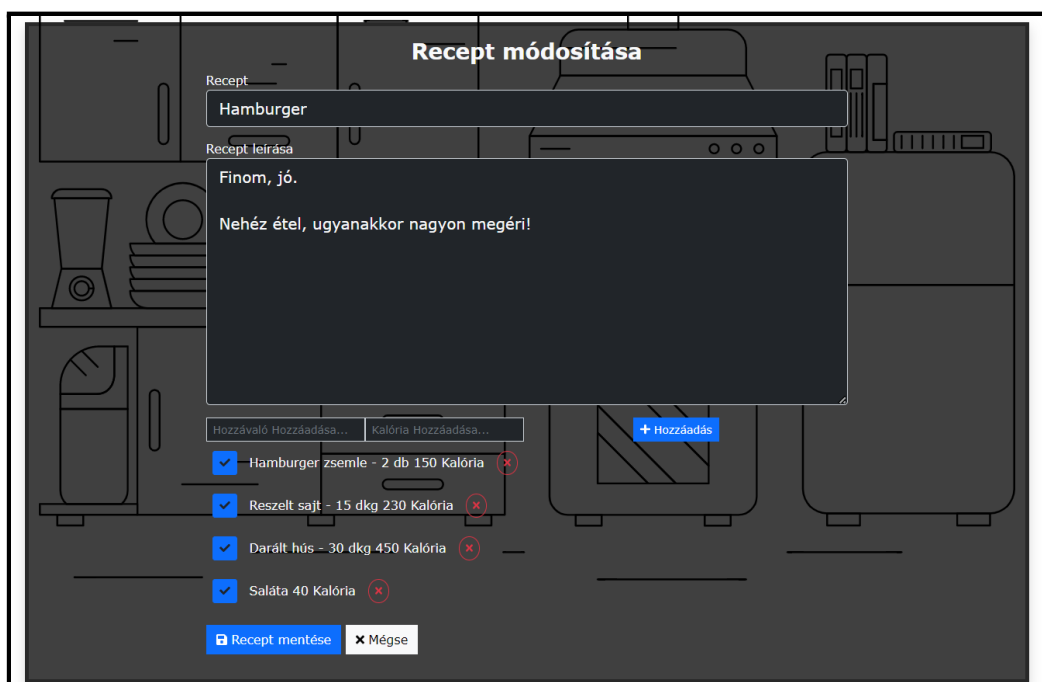 Recept módosítása
Recept
Hamburger
Recept leírása
Finom, jó.
Nehéz étel, ugyanakkor nagyon megéri!
Hozzávaló Hozzáadása... Kalória Hozzáadása... + Hozzáadás
Hamburger zsemle - 2 db 150 Kalória
Reszelt sajt - 15 dkg 230 Kalória
Darált hús - 30 dkg 450 Kalória
Saláta 40 Kalória
Recept mentése Mégse